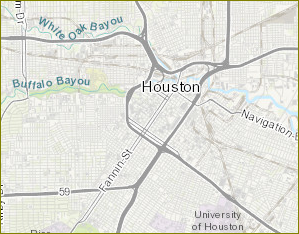 White Oak Bayou
Buffalo Bayou
Houston
Navigation
Fannin-St
59
University
of Houston